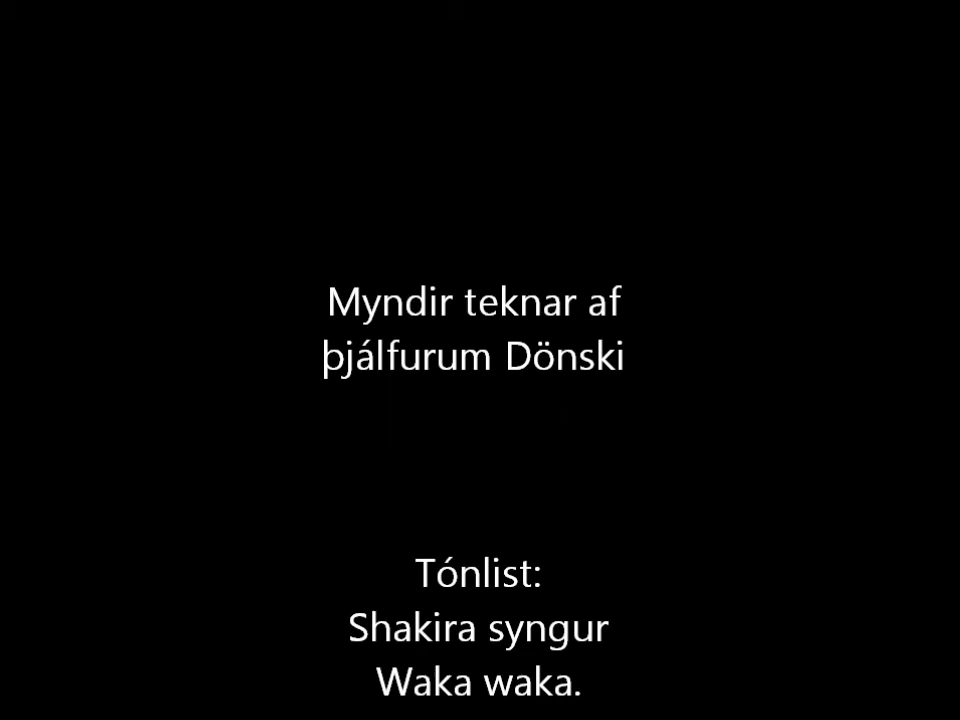 Myndir teknar af
þjálfurum Dönski
Tónlist:
Shakira syngur
Waka waka.